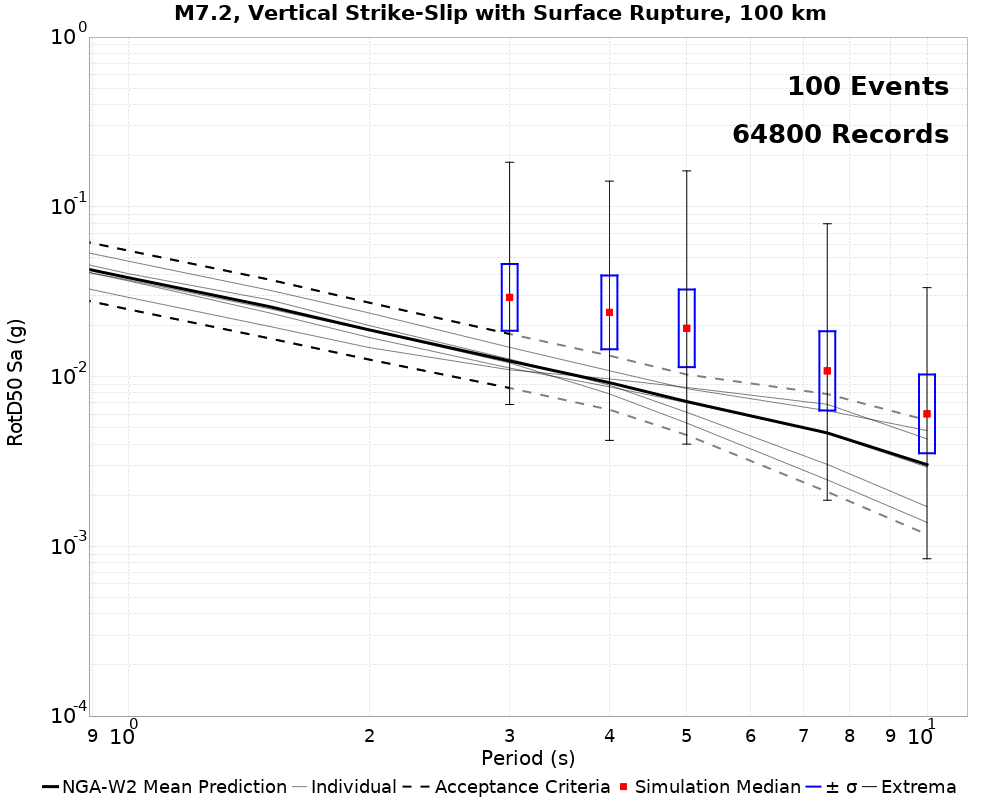 M7.2, Vertical Strike-Slip with Surface Rupture, 100 km
100 Events
64800 Records
RotD50 Sa (g)
10^0
10^-1
10^-2
10^-3
10^-4
9 10^0 2 3 4 5 6 7 8 9 10^1
Period (s)
NGA-W2 Mean Prediction Individual Acceptance Criteria Simulation Median ± σ Extrema